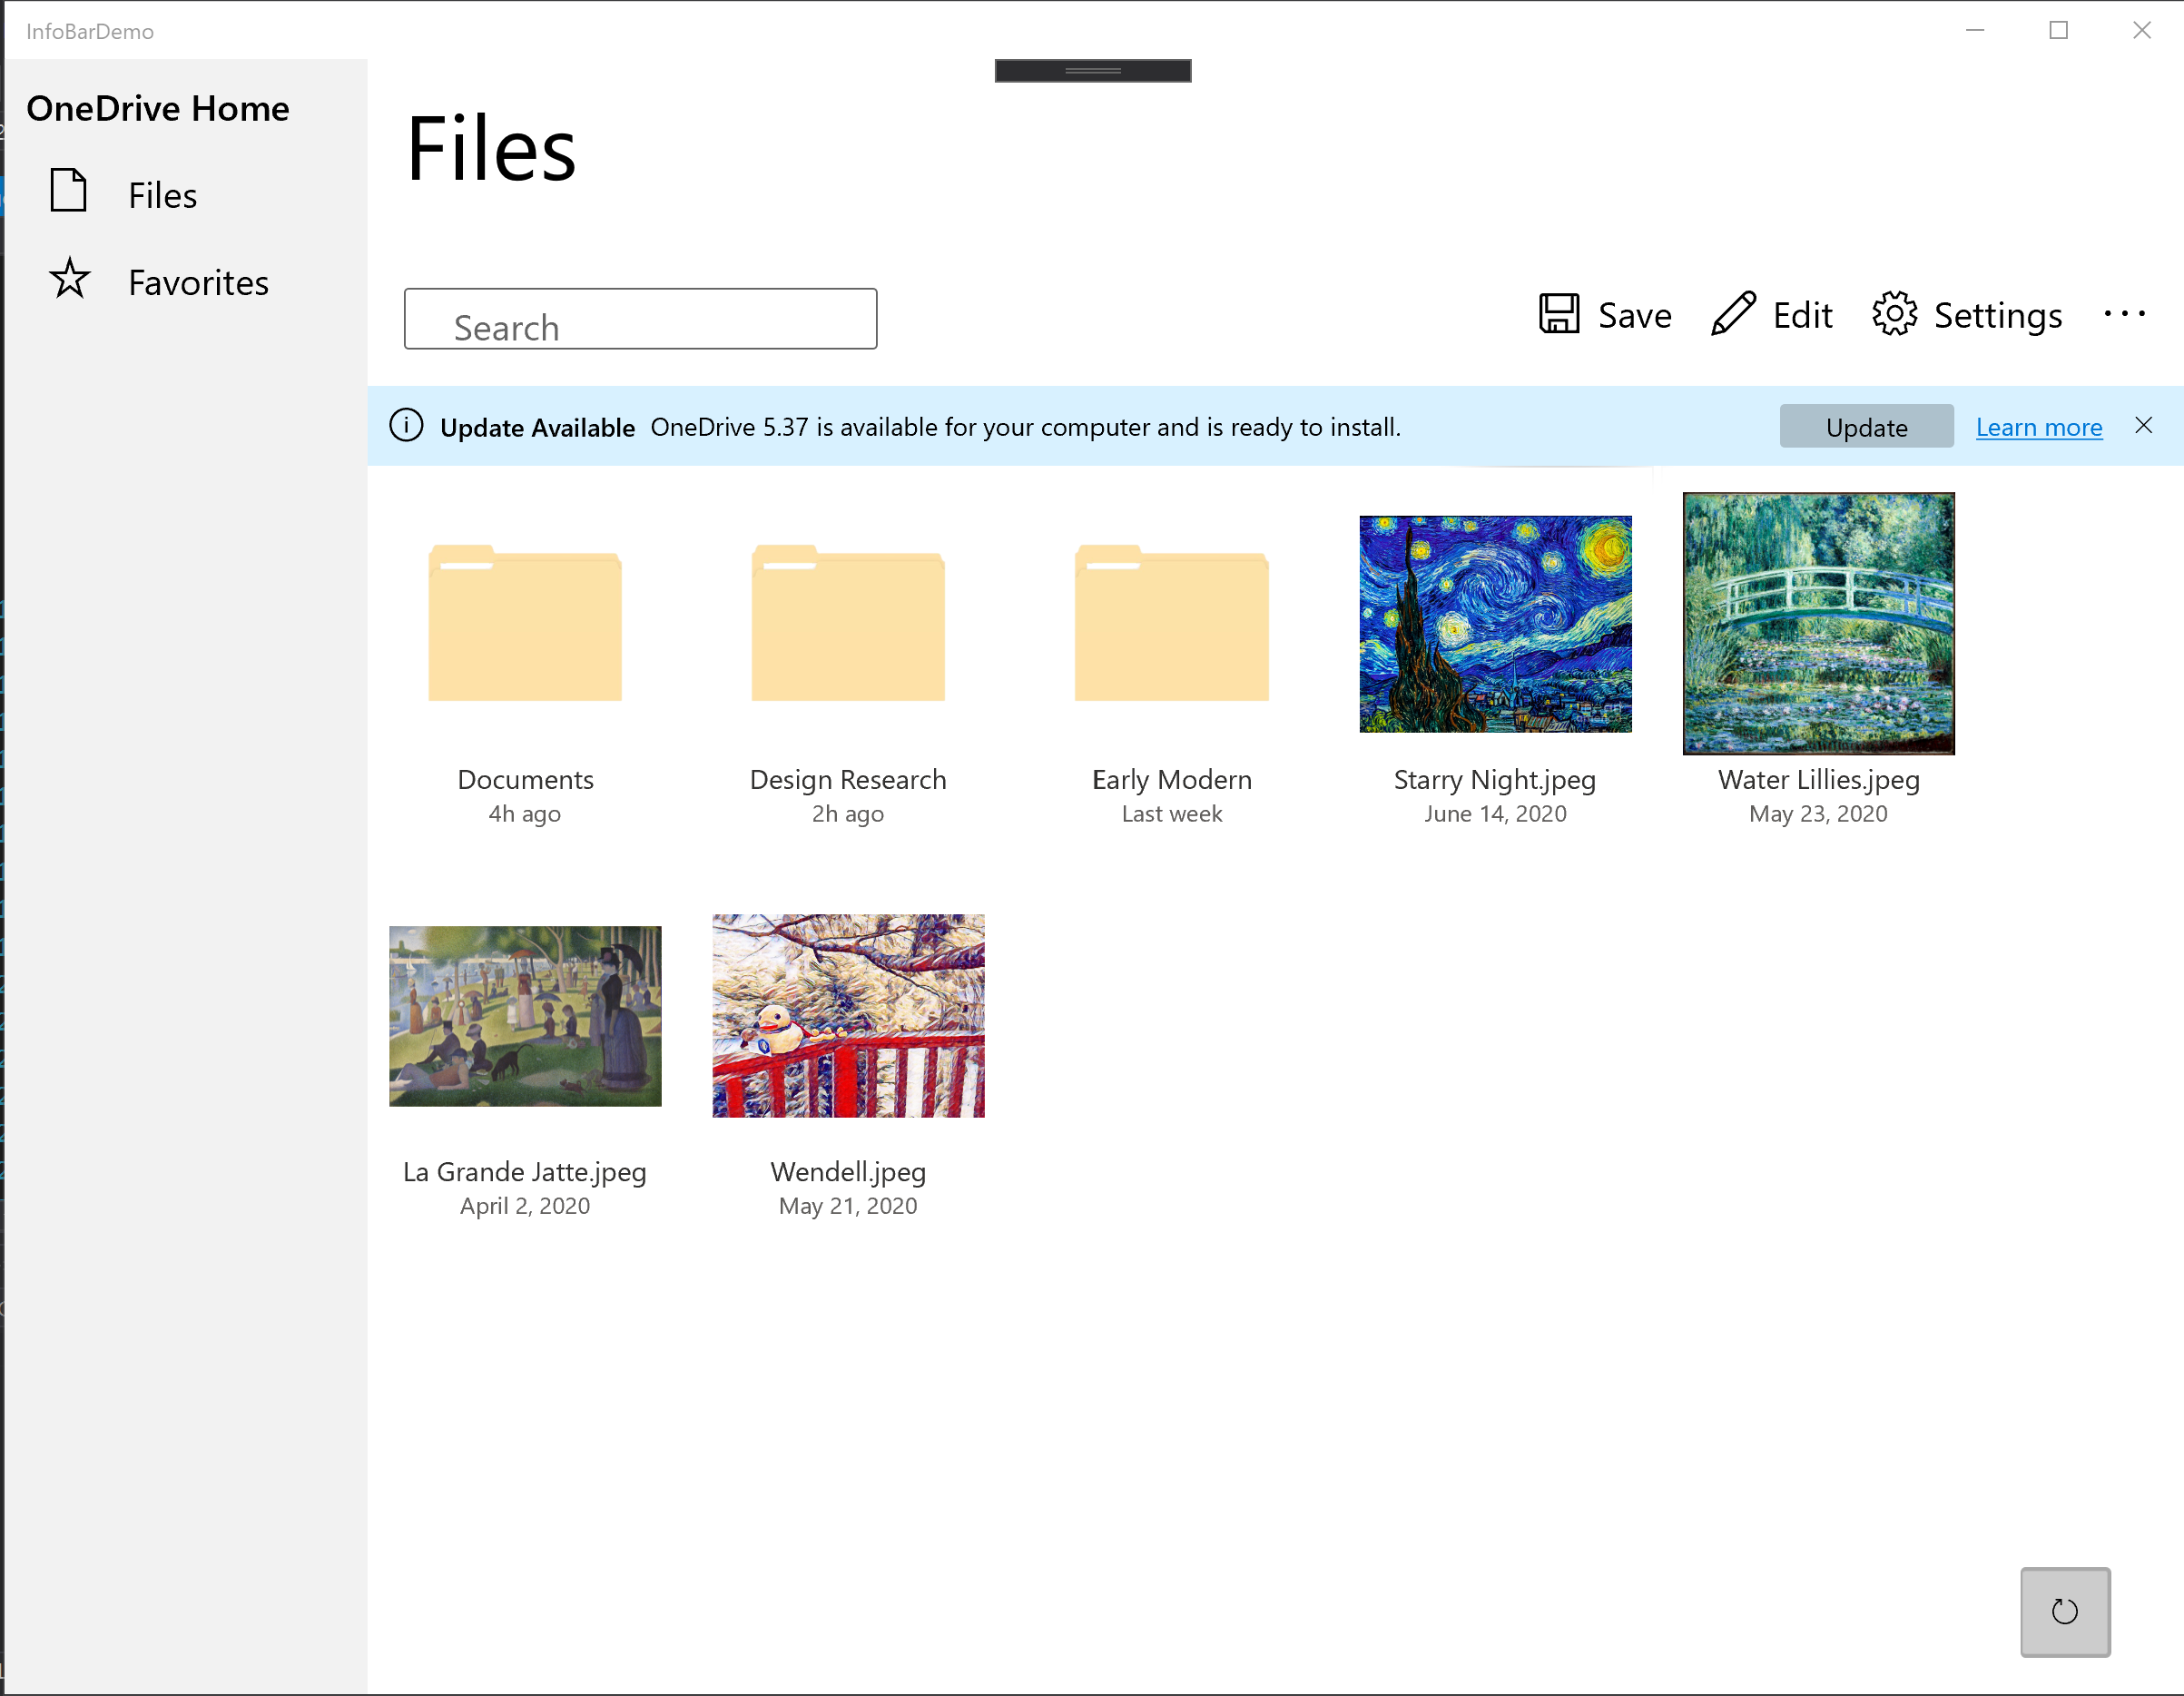 InfoBarDemo
OneDrive Home
Files
Favorites
Files
Search
Save Edit Settings ...
Update Available OneDrive 5.37 is available for your computer and is ready to install. Update Learn more
Documents
4h ago
Design Research
2h ago
Early Modern
Last week
Starry Night.jpeg
June 14, 2020
Water Lillies.jpeg
May 23, 2020
La Grande Jatte.jpeg
April 2, 2020
Wendell.jpeg
May 21, 2020